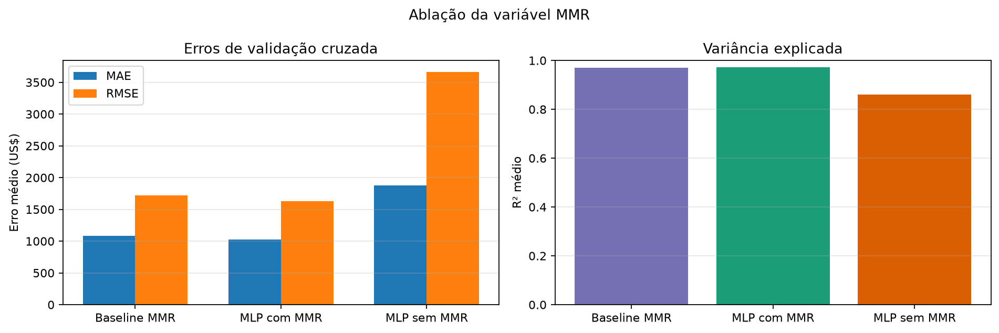 Ablação da variável MMR
Erros de validação cruzada
MAE
RMSE
Erro médio (US$)
3500
3000
2500
2000
1500
1000
500
0
Baseline MMR
MLP com MMR
MLP sem MMR
Variância explicada
R² médio
1.0
0.8
0.6
0.4
0.2
0.0
Baseline MMR
MLP com MMR
MLP sem MMR